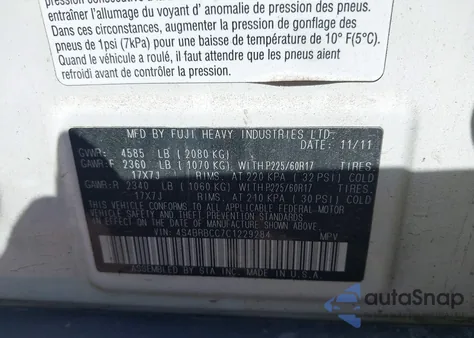 pression
entraîner l'allumage du voyant d' anomalie de pression des pneus.
Dans ces circonstances, augmenter la pression de gonflage des
pneus de 1psi (7kPa) pour une baisse de température de 10° F(5°C).
Quand le véhicule a roulé, il faut attendre que les pneus aient
refroidi avant de contrôler la pression.
MFD BY FUJI HEAVY INDUSTRIES LTD.
DATE: 11/11
GVWR: 4585 LB ( 2080 KG)
GAWR:F 2360 LB ( 1070 KG) WITH P225/60R17 TIRES
17X7J RIMS, AT 220 KPA ( 32 PSI) COLD
GAWR:R 2340 LB ( 1060 KG) WITH P225/60R17 TIRES
17X7J RIMS, AT 210 KPA ( 30 PSI) COLD
THIS VEHICLE CONFORMS TO ALL APPLICABLE FEDERAL MOTOR
VEHICLE SAFETY AND THEFT PREVENTION STANDARDS IN
EFFECT ON THE DATE OF MANUFACTURE SHOWN ABOVE.
VIN: 4S4BRBCC7C1229284 MPV
ASSEMBLED BY SIA INC. IN U.S.A.
autoSnap